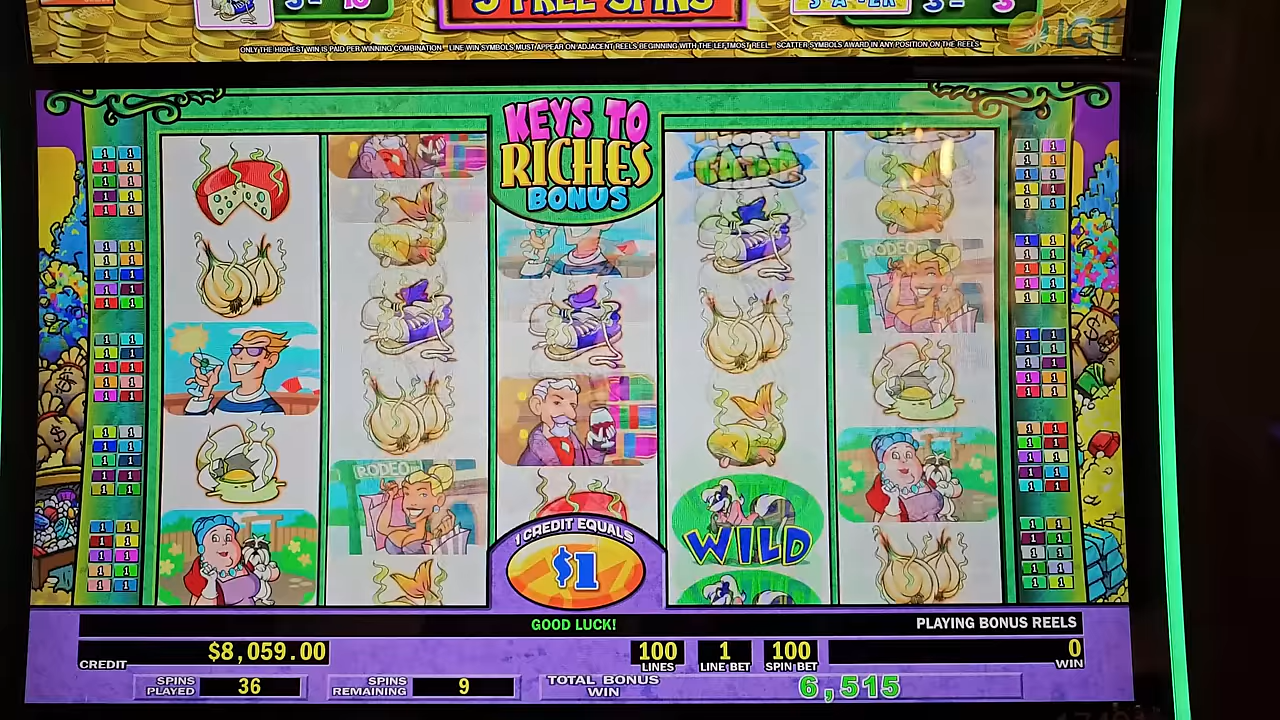 5 FREE SPINS
ONLY THE HIGHEST WIN IS PAID PER WINNING COMBINATION. LINE WIN SYMBOLS MUST APPEAR ON ADJACENT REELS BEGINNING WITH THE LEFTMOST REEL. SCATTER SYMBOLS AWARD IN ANY POSITION ON THE REELS.
IGT
KEYS TO
RICHES
BONUS
RODEO
RODEO
WILD
1 CREDIT EQUALS
$1
GOOD LUCK!
PLAYING BONUS REELS
CREDIT
$8,059.00
100
LINES
1
LINE BET
100
SPIN BET
0
WIN
SPINS PLAYED
36
SPINS REMAINING
9
TOTAL BONUS WIN
6,515